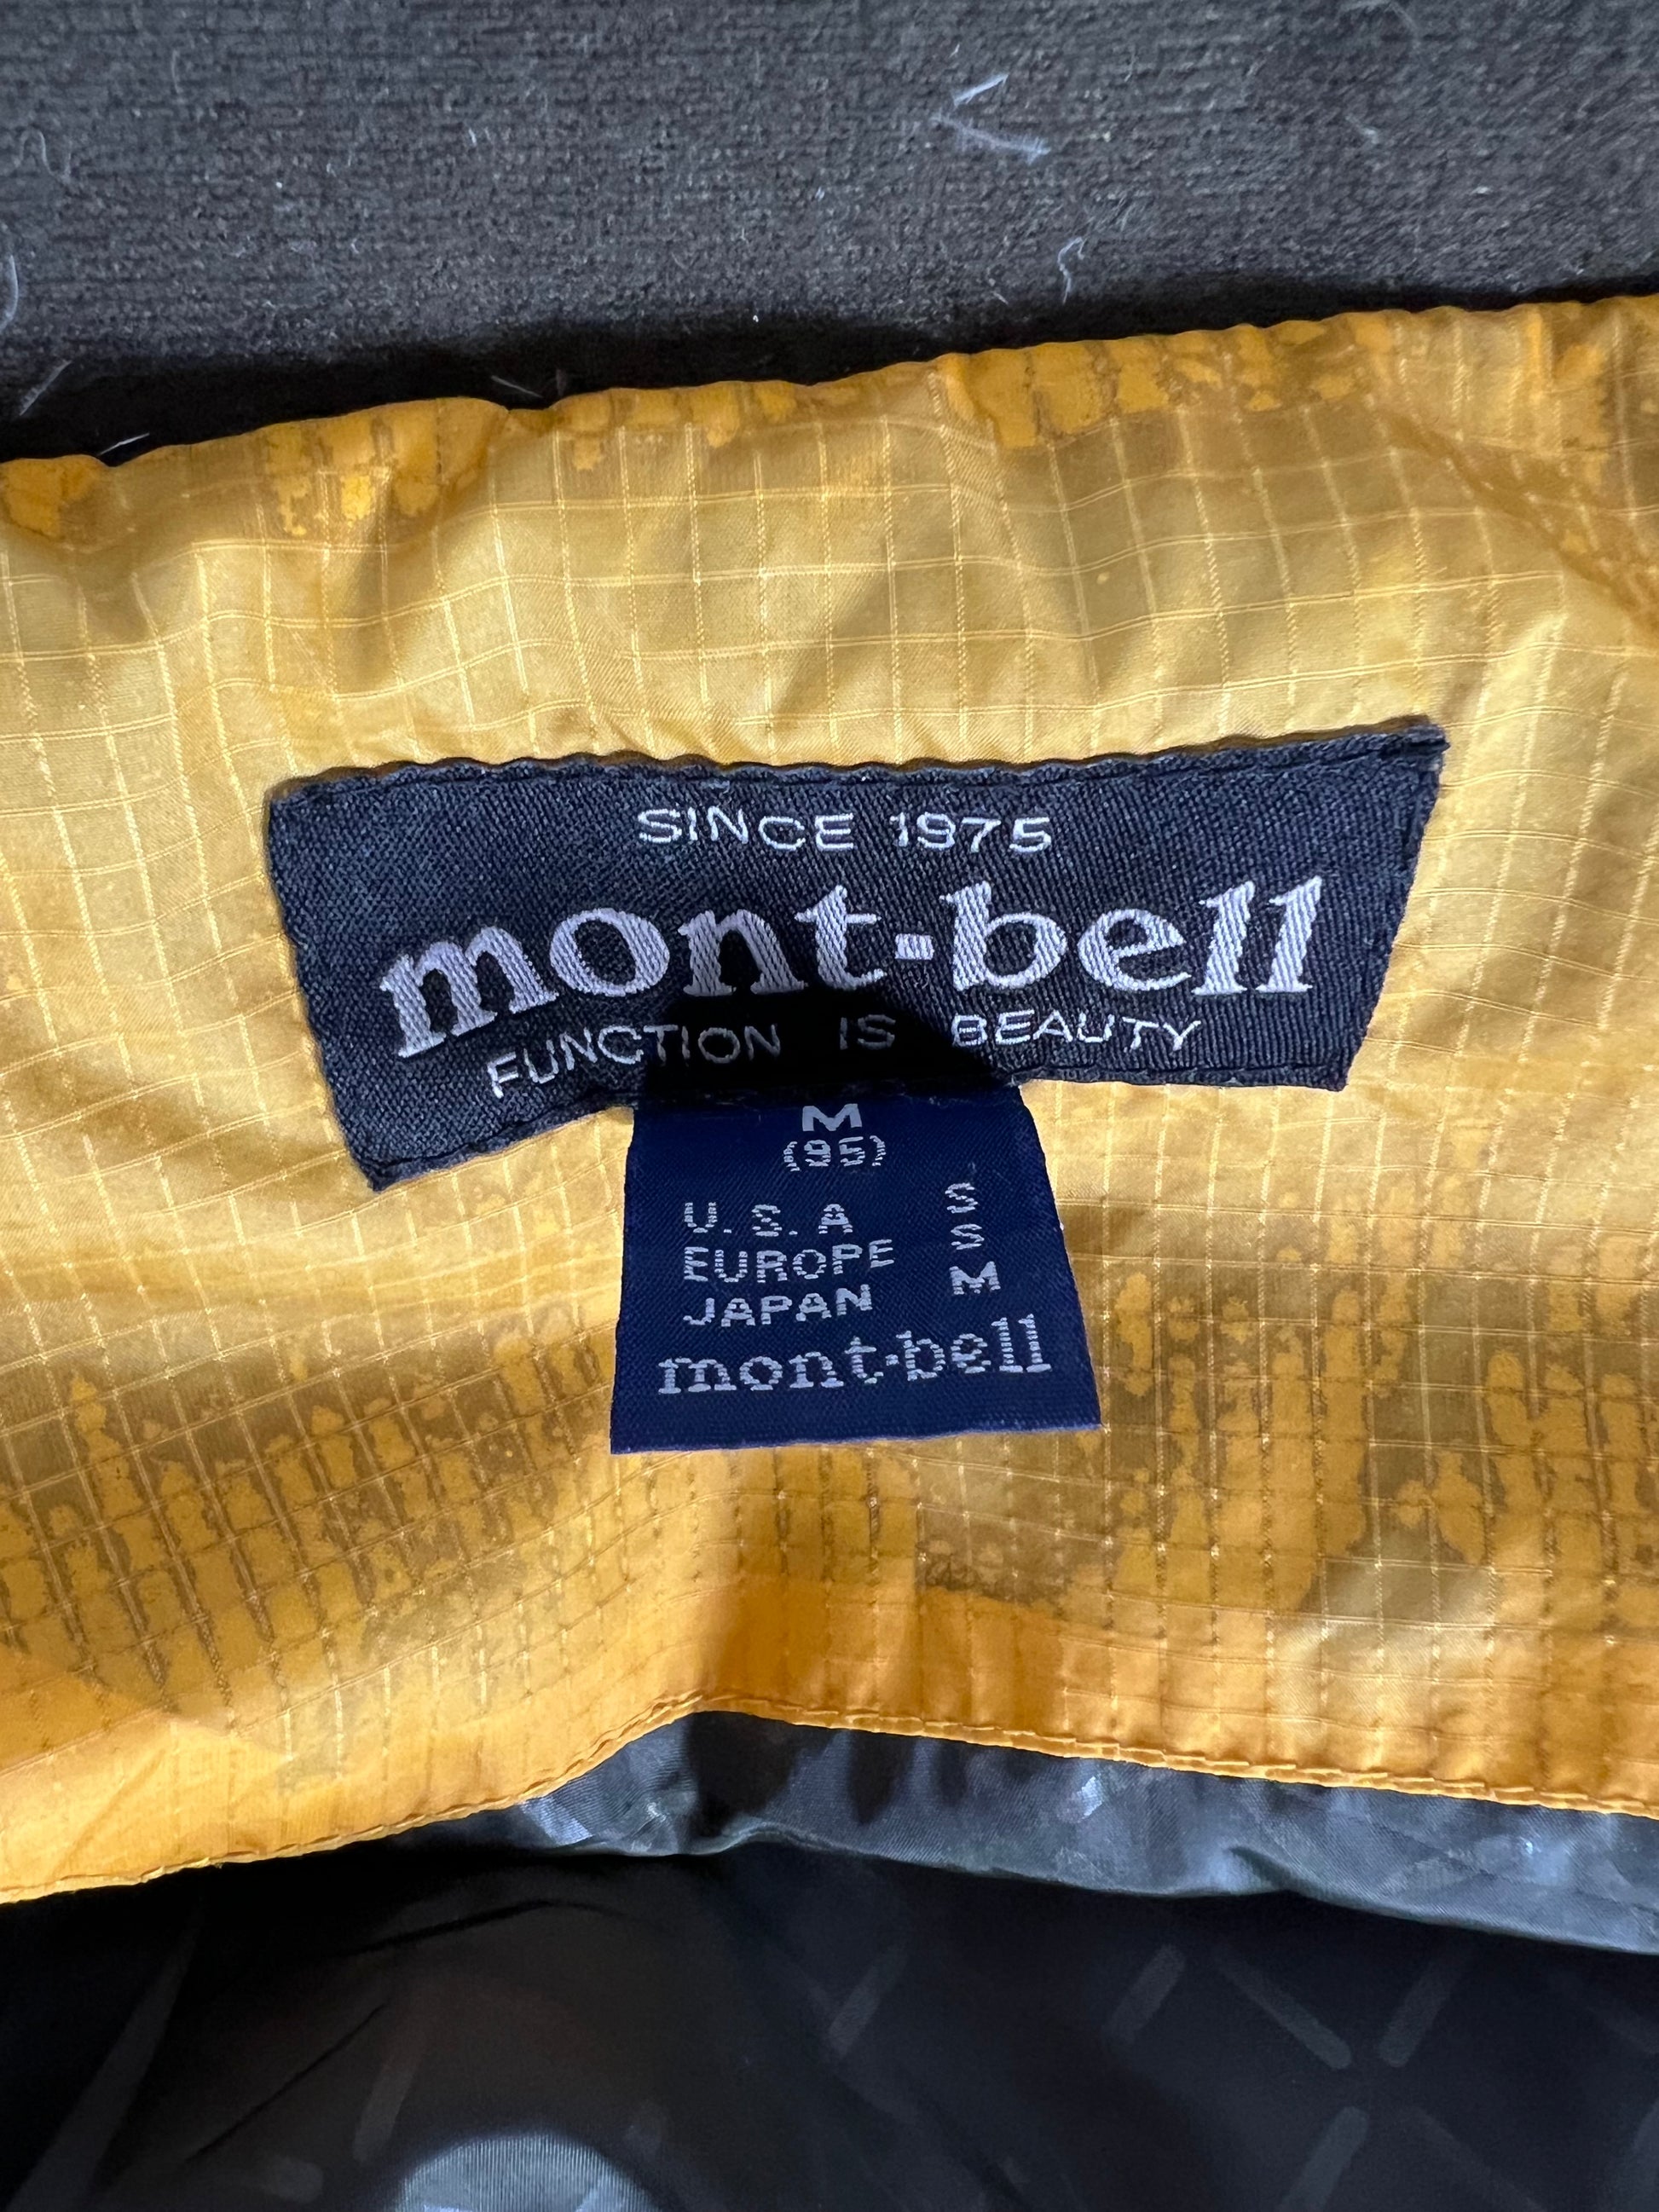 SINCE 1975
mont-bell
FUNCTION IS BEAUTY
M
(95)
U.S.A S
EUROPE S
JAPAN M
mont-bell